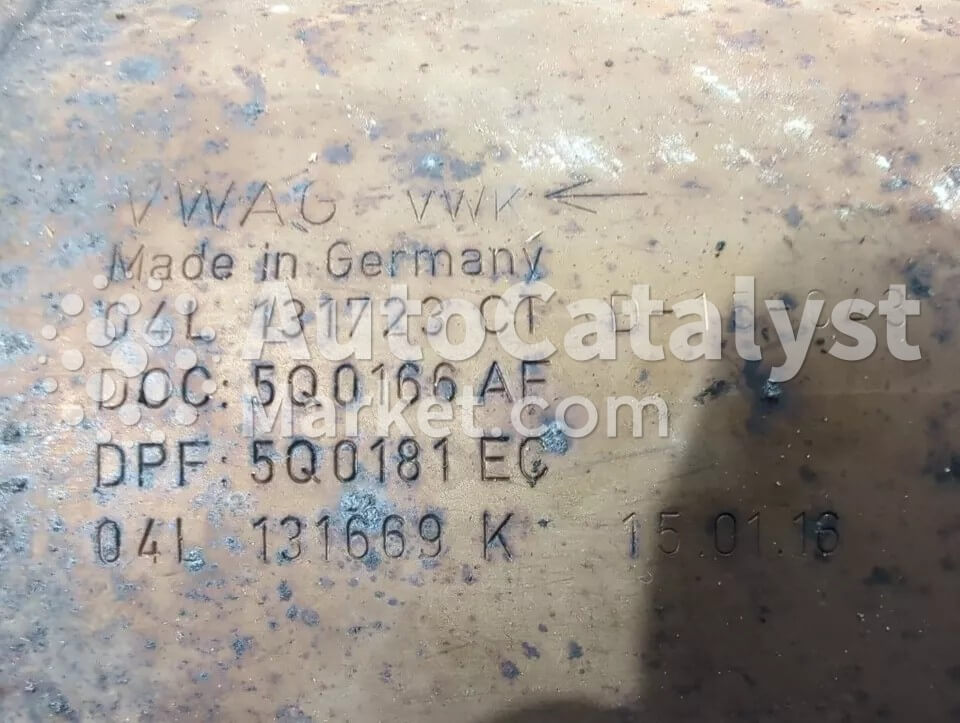 VWAG VWK ←
Made in Germany
04L 131723 CT
DOC: 5Q0166 AF
DPF: 5Q0181 EC
04L 131669 K 15.01.16
AutoCatalyst
Market.com